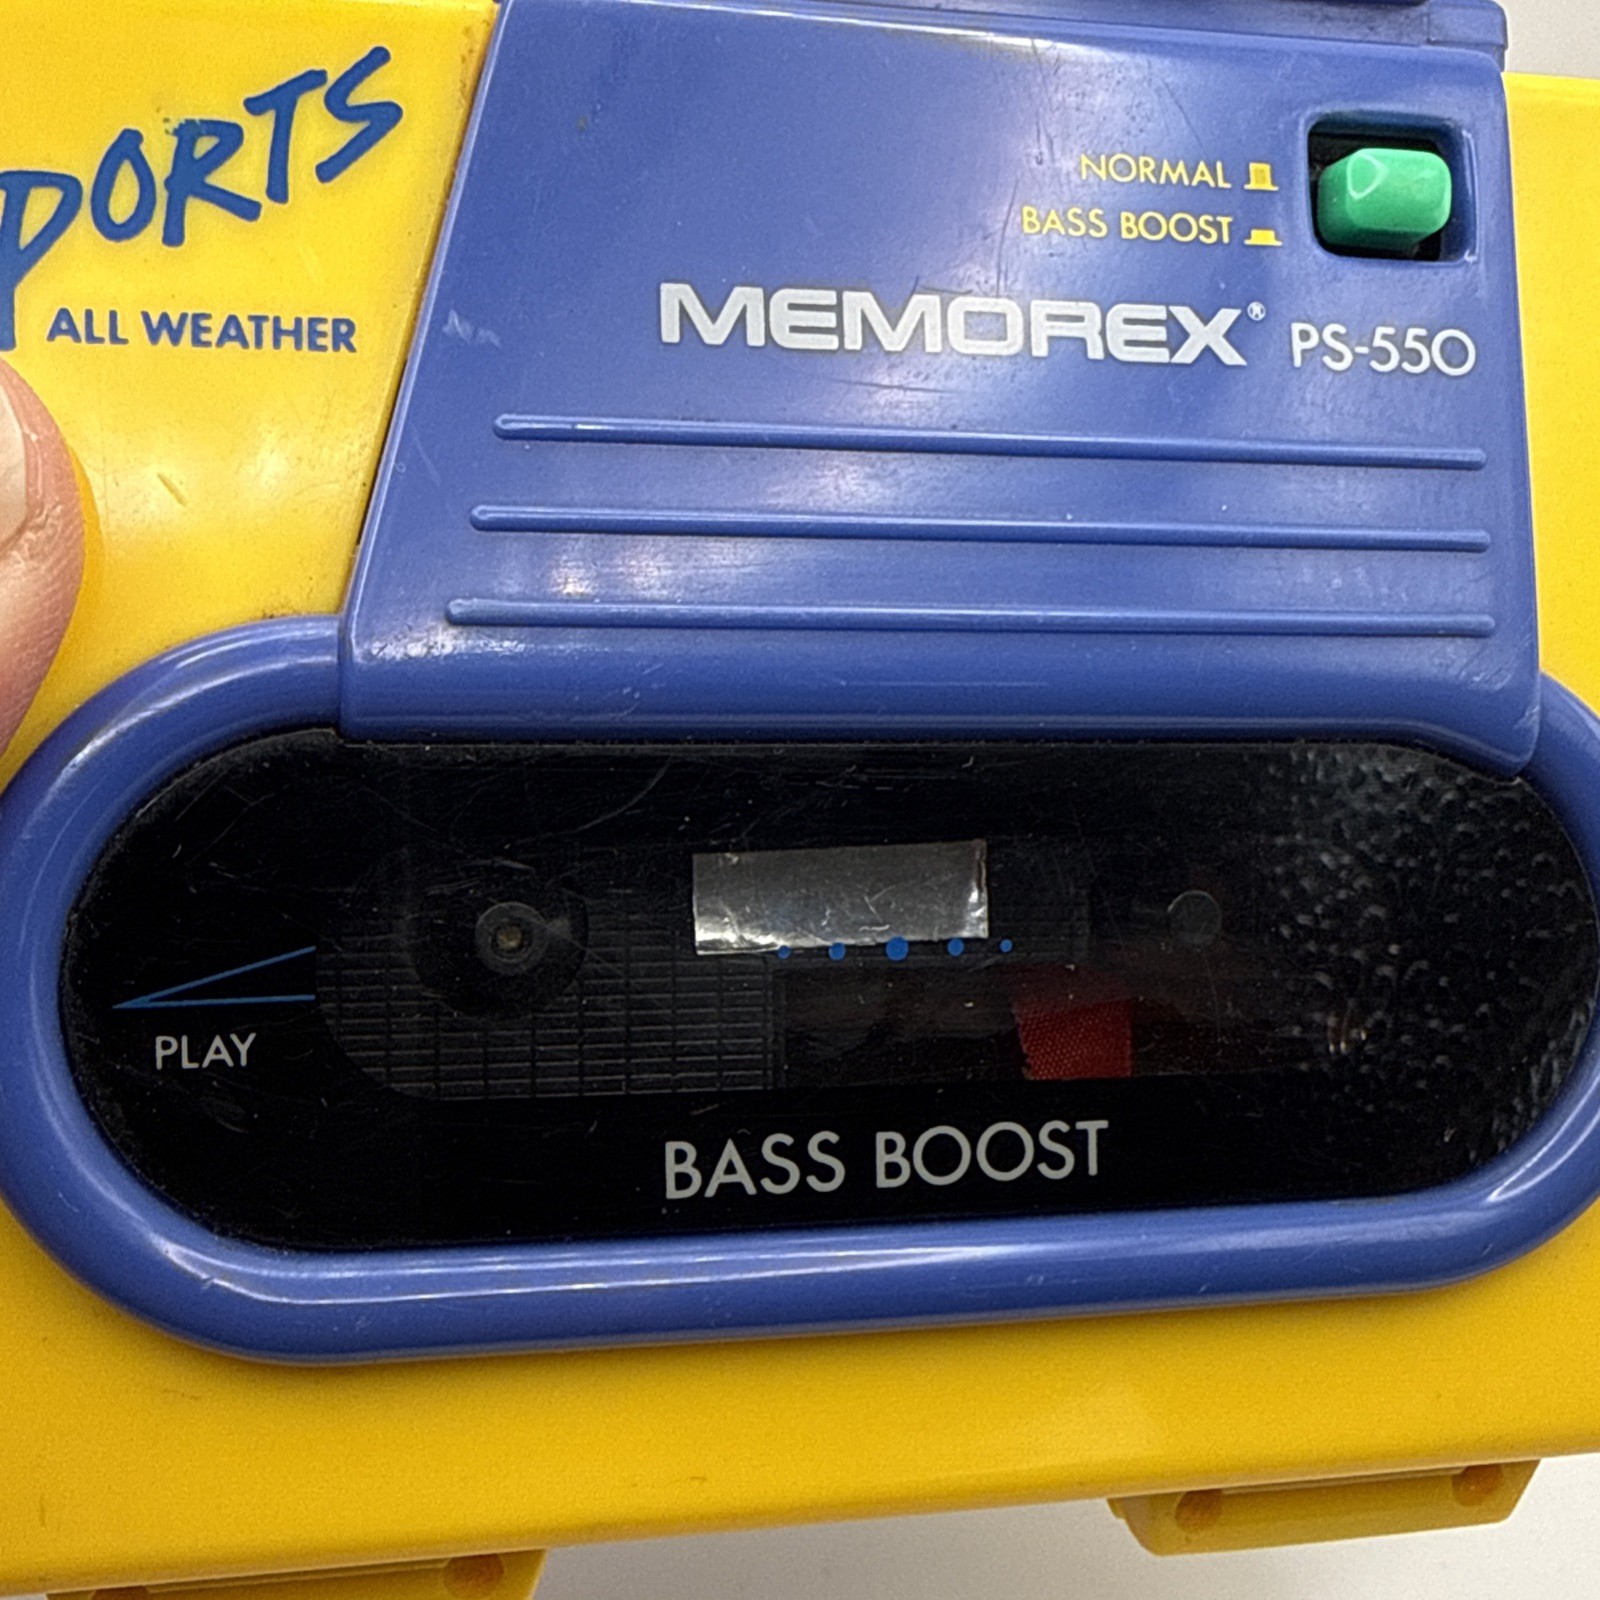 PORTS
ALL WEATHER
NORMAL
BASS BOOST
MEMOREX® PS-550
PLAY
BASS BOOST